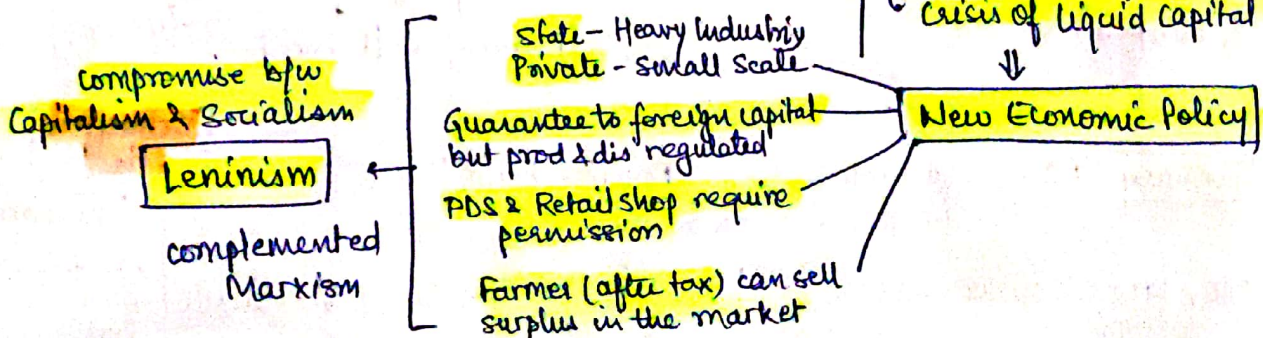 Crisis of Liquid Capital
⇓
New Economic Policy
State - Heavy Industriy
Private - Small Scale
Guarantee to foreign capital
but prod & dis regulated
PDS & Retail shop require
permission
Farmer (after tax) can sell
surplus in the market
compromise b/w
Capitalism & Socialism
Leninism
complemented
Marxism